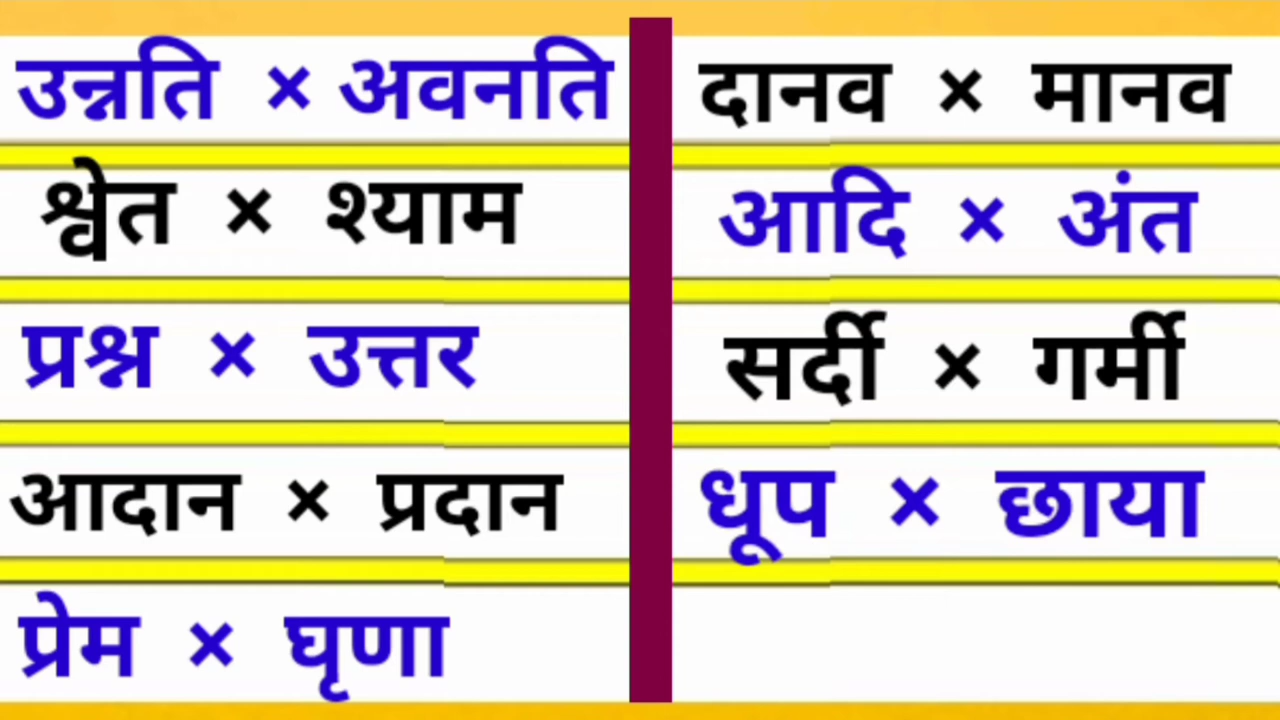 उन्नति × अवनति
श्वेत × श्याम
प्रश्न × उत्तर
आदान × प्रदान
प्रेम × घृणा
दानव × मानव
आदि × अंत
सर्दी × गर्मी
धूप × छाया